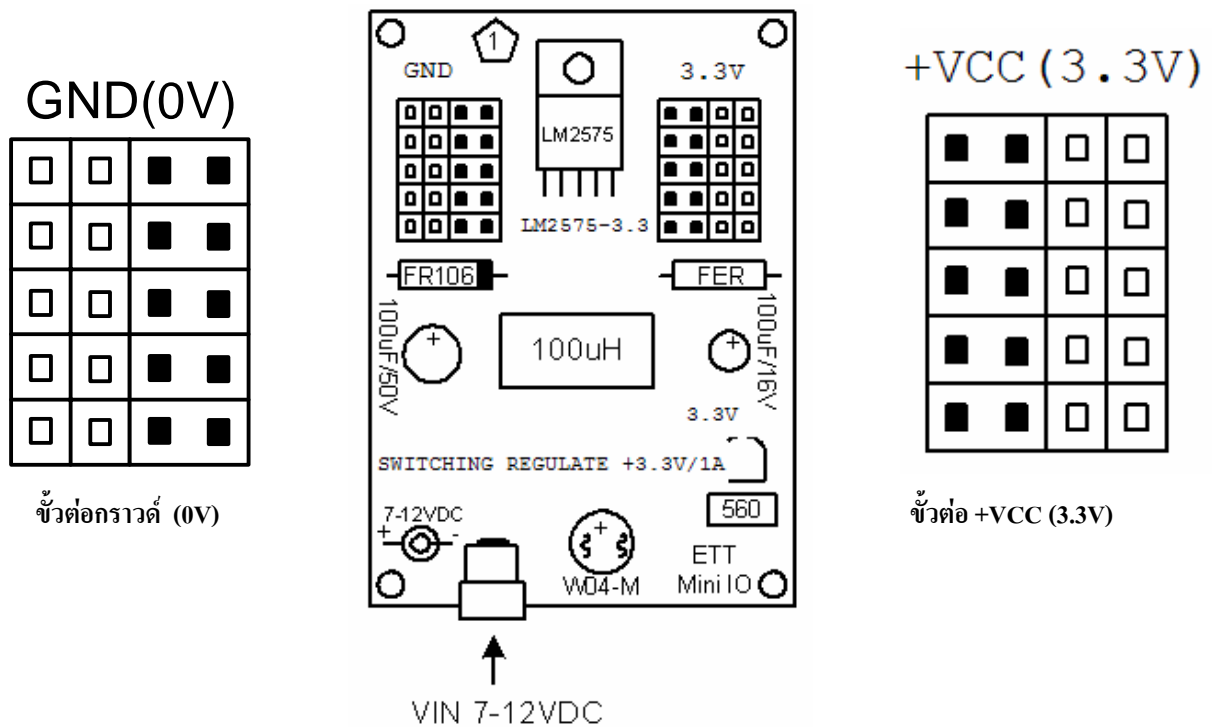 GND(0V)
ขั้วต่อกราวด์ (0V)
1
GND
3.3V
LM2575
LM2575-3.3
FR106
FER
100uF/50V
100uH
100uF/16V
3.3V
SWITCHING REGULATE +3.3V/1A
560
7-12VDC
+ -
W04-M
ETT
Mini IO
VIN 7-12VDC
+VCC(3.3V)
ขั้วต่อ +VCC (3.3V)